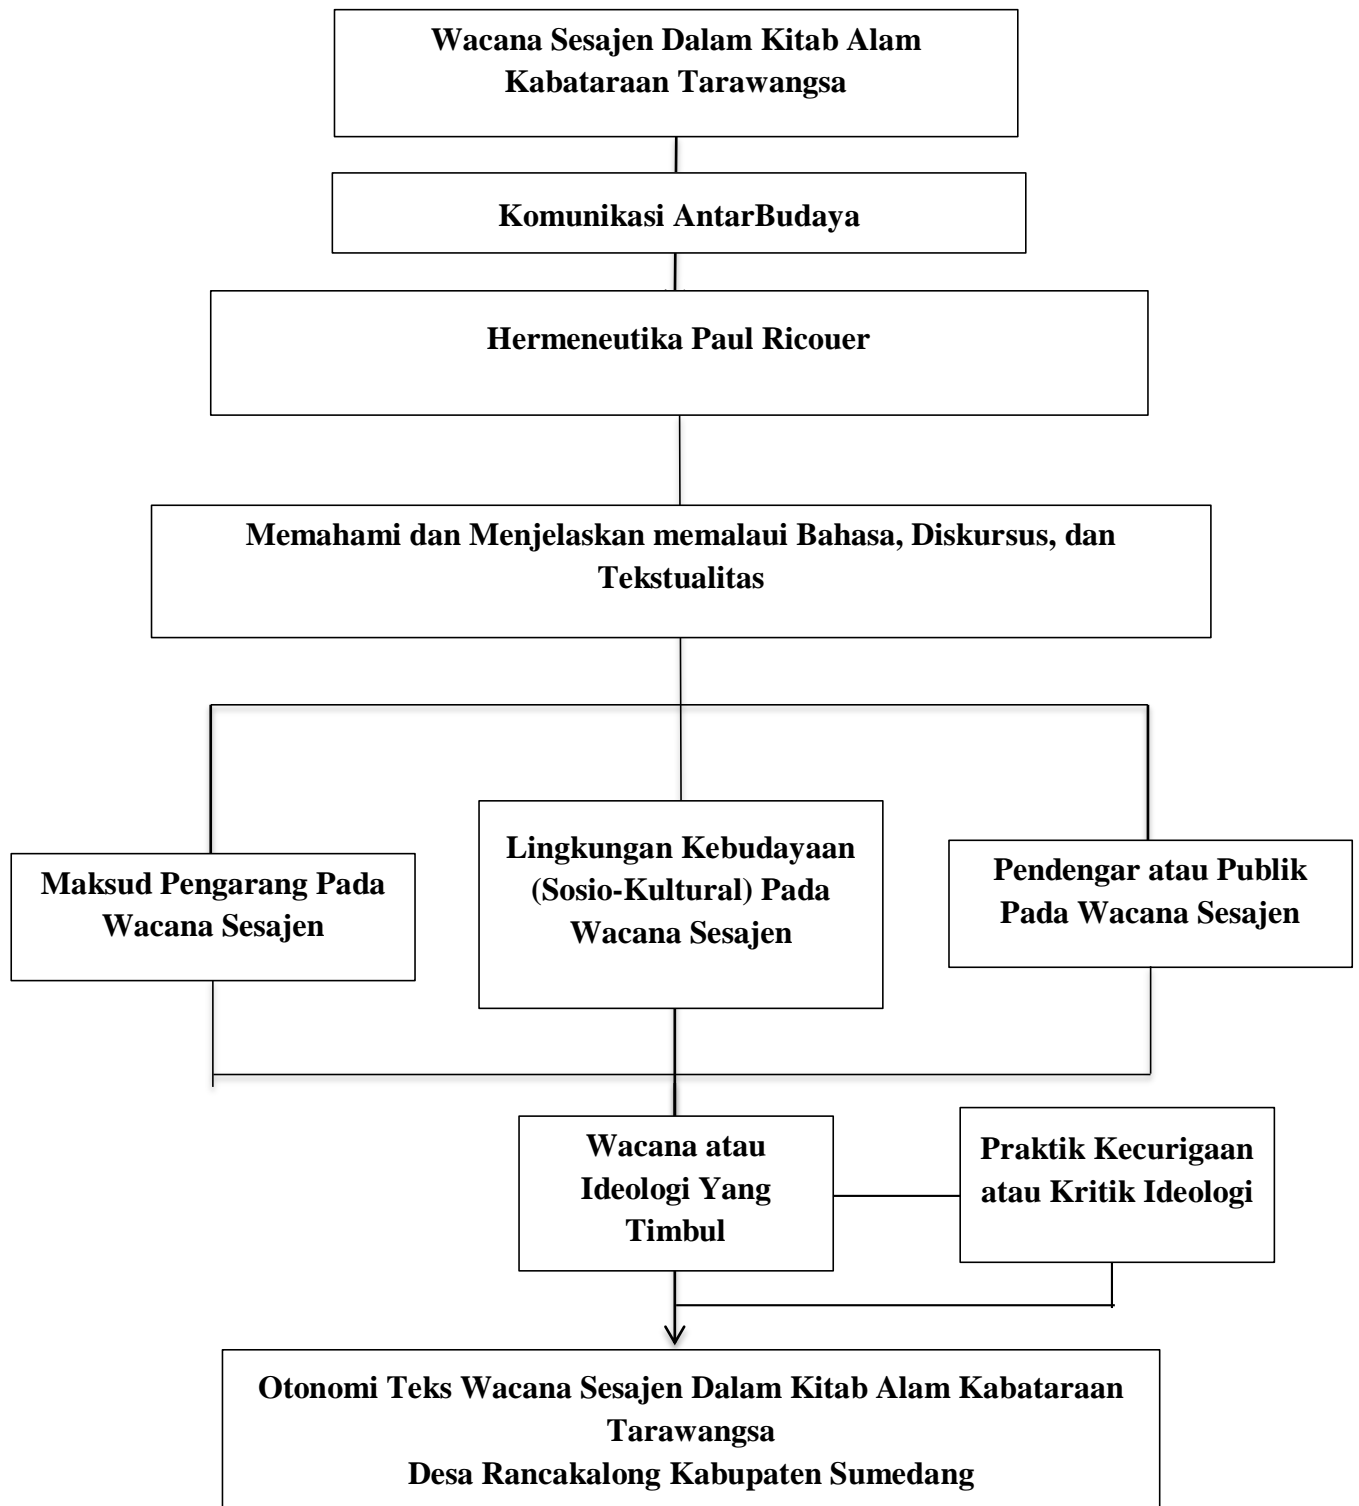 Wacana Sesajen Dalam Kitab Alam
Kabataraan Tarawangsa
Komunikasi AntarBudaya
Hermeneutika Paul Ricouer
Memahami dan Menjelaskan memalaui Bahasa, Diskursus, dan
Tekstualitas
Maksud Pengarang Pada
Wacana Sesajen
Lingkungan Kebudayaan
(Sosio-Kultural) Pada
Wacana Sesajen
Pendengar atau Publik
Pada Wacana Sesajen
Wacana atau
Ideologi Yang
Timbul
Praktik Kecurigaan
atau Kritik Ideologi
Otonomi Teks Wacana Sesajen Dalam Kitab Alam Kabataraan
Tarawangsa
Desa Rancakalong Kabupaten Sumedang